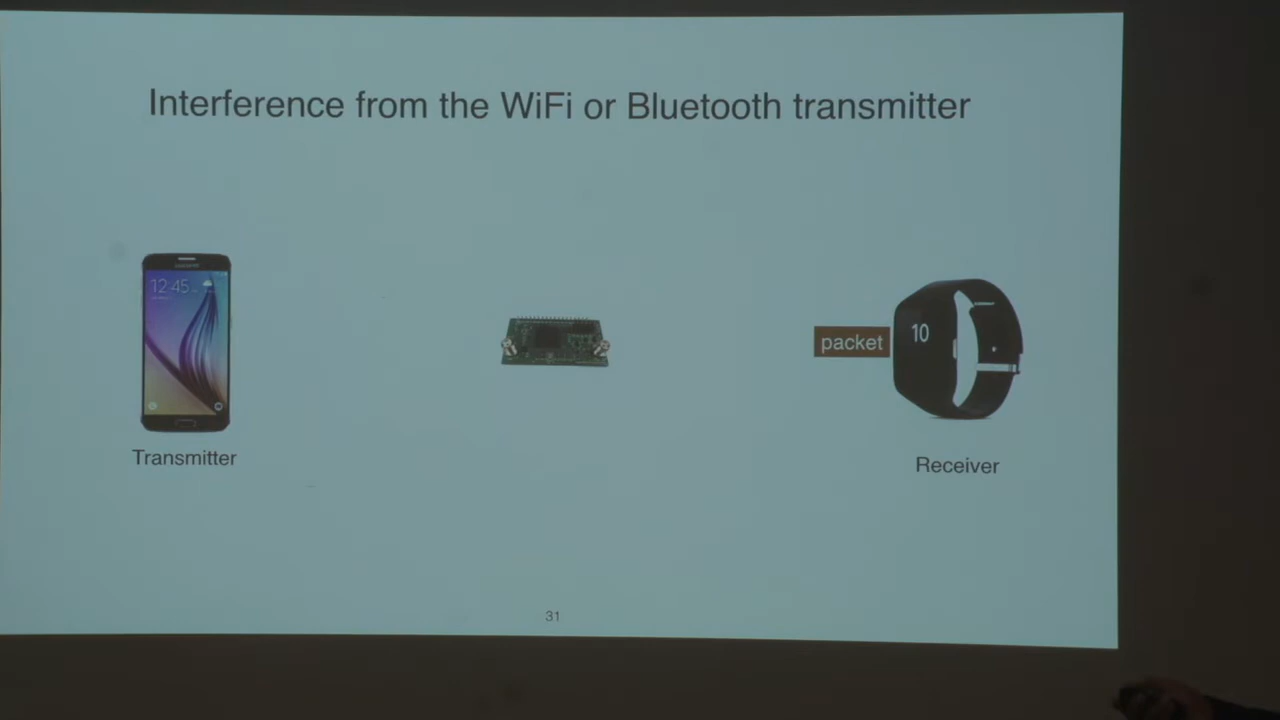 Interference from the WiFi or Bluetooth transmitter
12:45
10
packet
Transmitter
Receiver
31